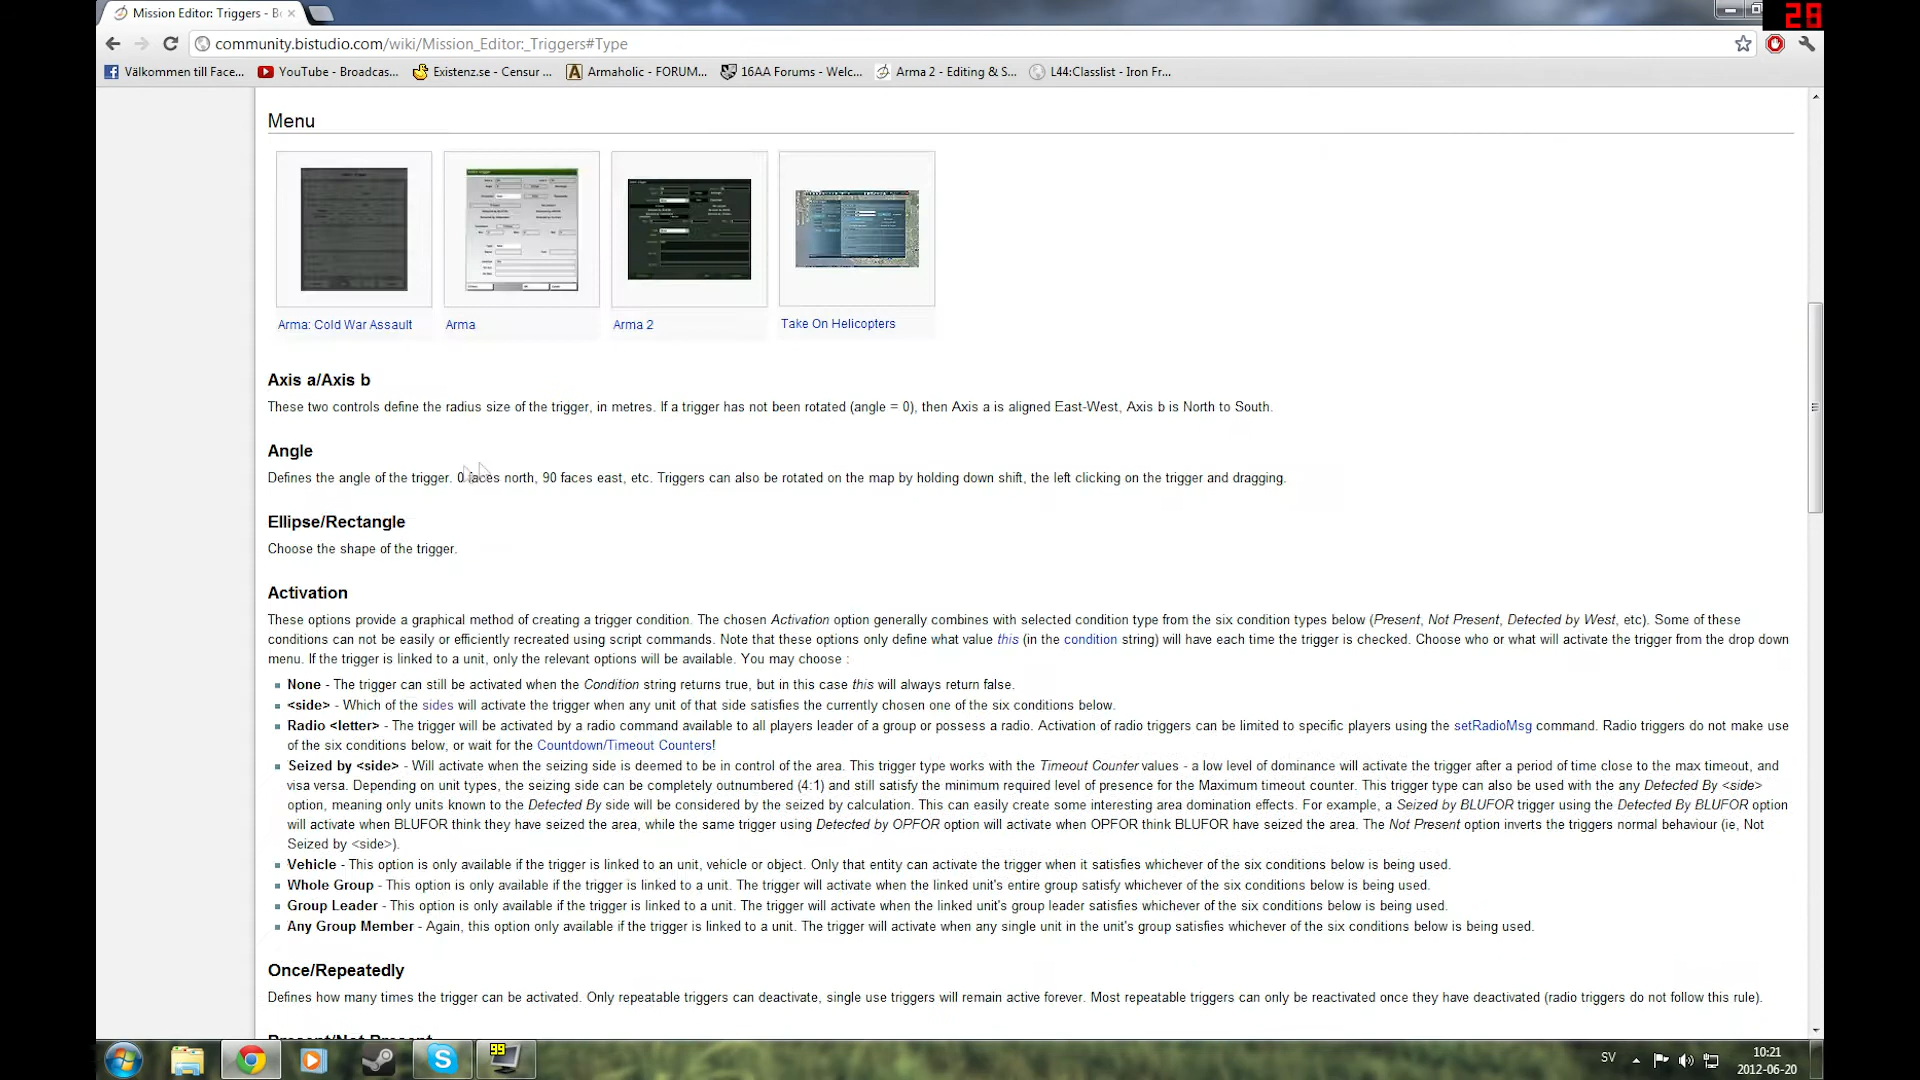 Mission Editor: Triggers - B
28
community.bistudio.com/wiki/Mission_Editor:_Triggers#Type
Välkommen till Face... YouTube - Broadcas... Existenz.se - Censur ... Armaholic - FORUM... 16AA Forums - Welc... Arma 2 - Editing & S... L44:Classlist - Iron Fr...
Menu
Arma: Cold War Assault Arma Arma 2 Take On Helicopters
Axis a/Axis b
These two controls define the radius size of the trigger, in metres. If a trigger has not been rotated (angle = 0), then Axis a is aligned East-West, Axis b is North to South.
Angle
Defines the angle of the trigger. 0 faces north, 90 faces east, etc. Triggers can also be rotated on the map by holding down shift, the left clicking on the trigger and dragging.
Ellipse/Rectangle
Choose the shape of the trigger.
Activation
These options provide a graphical method of creating a trigger condition. The chosen Activation option generally combines with selected condition type from the six condition types below (Present, Not Present, Detected by West, etc). Some of these
conditions can not be easily or efficiently recreated using script commands. Note that these options only define what value this (in the condition string) will have each time the trigger is checked. Choose who or what will activate the trigger from the drop down
menu. If the trigger is linked to a unit, only the relevant options will be available. You may choose :
None - The trigger can still be activated when the Condition string returns true, but in this case this will always return false.
<side> - Which of the sides will activate the trigger when any unit of that side satisfies the currently chosen one of the six conditions below.
Radio <letter> - The trigger will be activated by a radio command available to all players leader of a group or possess a radio. Activation of radio triggers can be limited to specific players using the setRadioMsg command. Radio triggers do not make use
of the six conditions below, or wait for the Countdown/Timeout Counters!
Seized by <side> - Will activate when the seizing side is deemed to be in control of the area. This trigger type works with the Timeout Counter values - a low level of dominance will activate the trigger after a period of time close to the max timeout, and
visa versa. Depending on unit types, the seizing side can be completely outnumbered (4:1) and still satisfy the minimum required level of presence for the Maximum timeout counter. This trigger type can also be used with the any Detected By <side>
option, meaning only units known to the Detected By side will be considered by the seized by calculation. This can easily create some interesting area domination effects. For example, a Seized by BLUFOR trigger using the Detected By BLUFOR option
will activate when BLUFOR think they have seized the area, while the same trigger using Detected by OPFOR option will activate when OPFOR think BLUFOR have seized the area. The Not Present option inverts the triggers normal behaviour (ie, Not
Seized by <side>).
Vehicle - This option is only available if the trigger is linked to an unit, vehicle or object. Only that entity can activate the trigger when it satisfies whichever of the six conditions below is being used.
Whole Group - This option is only available if the trigger is linked to a unit. The trigger will activate when the linked unit's entire group satisfy whichever of the six conditions below is being used.
Group Leader - This option is only available if the trigger is linked to a unit. The trigger will activate when the linked unit's group leader satisfies whichever of the six conditions below is being used.
Any Group Member - Again, this option only available if the trigger is linked to a unit. The trigger will activate when any single unit in the unit's group satisfies whichever of the six conditions below is being used.
Once/Repeatedly
Defines how many times the trigger can be activated. Only repeatable triggers can deactivate, single use triggers will remain active forever. Most repeatable triggers can only be reactivated once they have deactivated (radio triggers do not follow this rule).
Present/Not Present
99
SV
10:21
2012-06-20